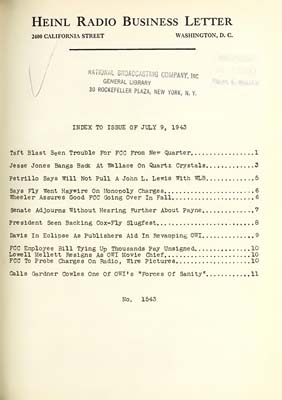 HEINL RADIO BUSINESS LETTER
2400 CALIFORNIA STREET WASHINGTON, D. C.
NATIONAL BROADCASTING COMPANY, INC
GENERAL LIBRARY
30 ROCKEFELLER PLAZA, NEW YORK, N. Y.
INDEX TO ISSUE OF JULY 9, 1943
Taft Blast Seen Trouble For FCC From New Quarter..................1
Jesse Jones Bangs Back At Wallace On Quartz Crystals..............3
Petrillo Says Will Not Pull A John L. Lewis With WLB..............5
Says Fly Went Haywire On Monopoly Charges.........................6
Wheeler Assures Good FCC Going Over In Fall.......................6
Senate Adjourns Without Hearing Further About Payne...............7
President Seen Backing Cox-Fly Slugfest...........................8
Davis In Eclipse As Publishers Aid In Revamping OWI...............9
FCC Employee Bill Tying Up Thousands Pay Unsigned................10
Lowell Mellett Resigns As OWI Movie Chief........................10
FCC To Probe Charges On Radio, Wire Pictures.....................10
Calls Gardner Cowles One Of OWI's "Forces Of Sanity".............11
No. 1543